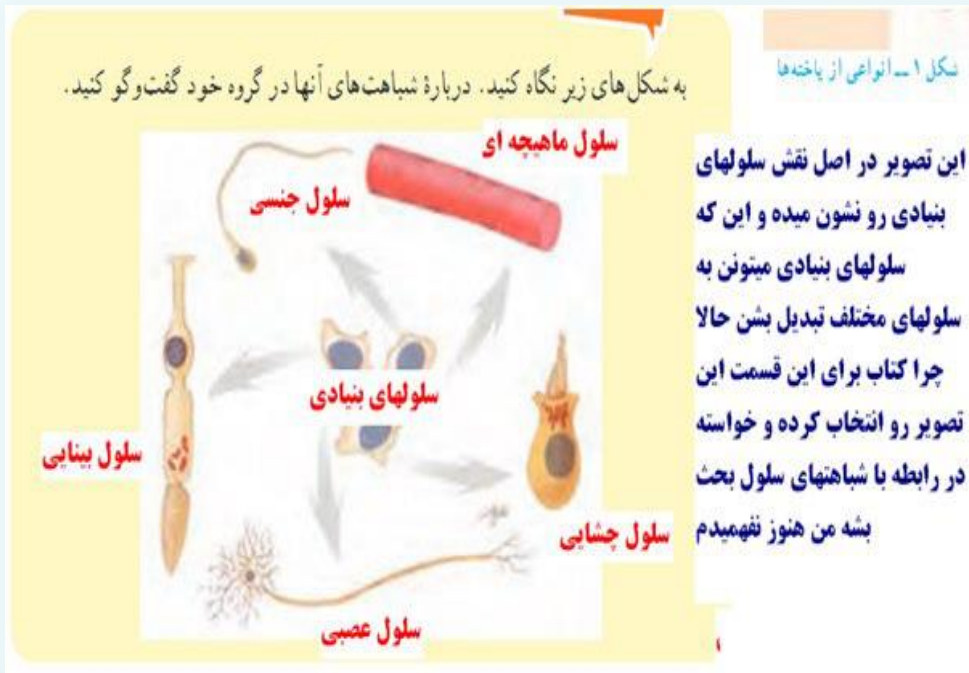 شکل ۱ــ انواعی از یاخته‌ها
به شکل‌های زیر نگاه کنید. دربارهٔ شباهت‌های آنها در گروه خود گفت‌وگو کنید.
سلول ماهیچه ای
سلول جنسی
سلولهای بنیادی
سلول بینایی
سلول چشایی
سلول عصبی
این تصویر در اصل نقش سلولهای
بنیادی رو نشون میده و این که
سلولهای بنیادی میتونن به
سلولهای مختلف تبدیل بشن حالا
چرا کتاب برای این قسمت این
تصویر رو انتخاب کرده و خواسته
در رابطه با شباهتهای سلول بحث
بشه من هنوز نفهمیدم